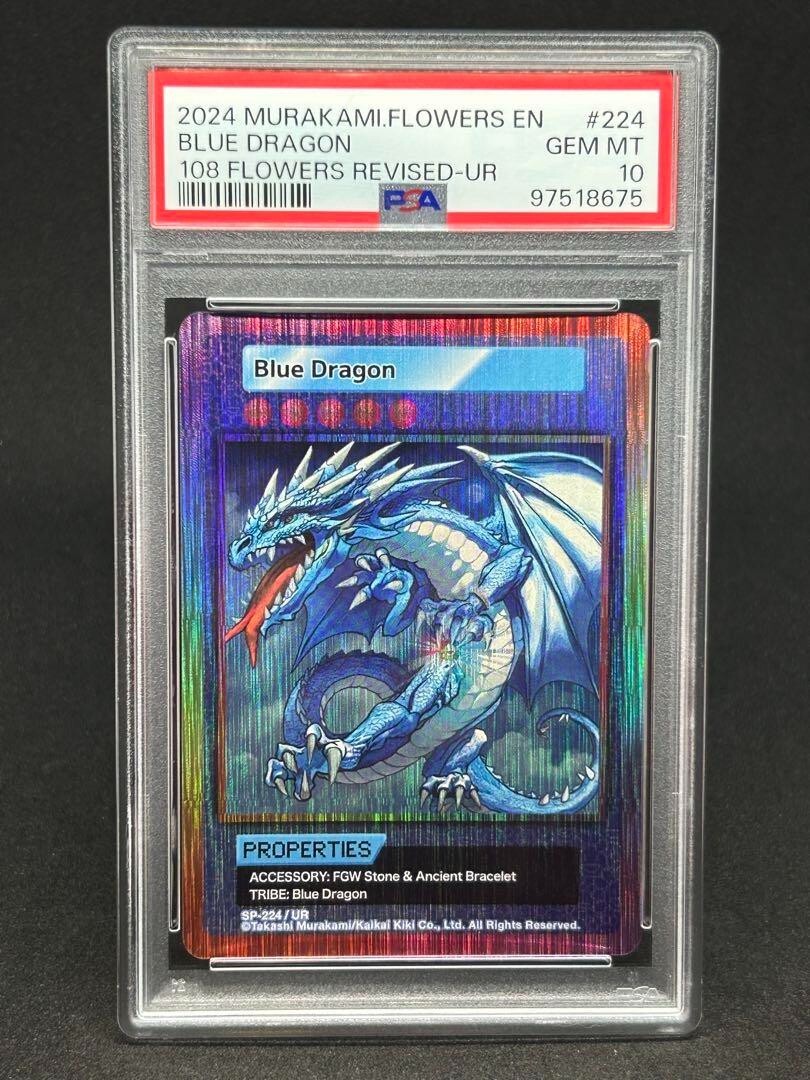 2024 MURAKAMI.FLOWERS EN #224
BLUE DRAGON GEM MT
108 FLOWERS REVISED-UR 10
PSA 97518675
Blue Dragon
PROPERTIES
ACCESSORY: FGW Stone & Ancient Bracelet
TRIBE: Blue Dragon
SP-224 / UR
©Takashi Murakami/Kaikai Kiki Co., Ltd. All Rights Reserved.
PSA